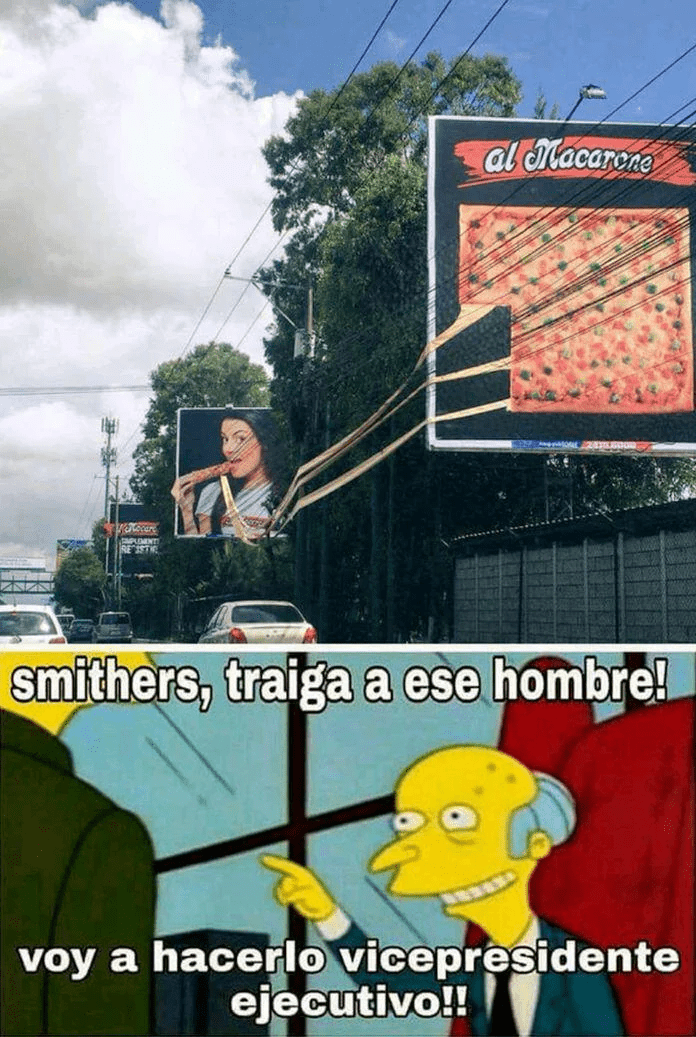 al Macarone
smithers, traiga a ese hombre!
voy a hacerlo vicepresidente
ejecutivo!!